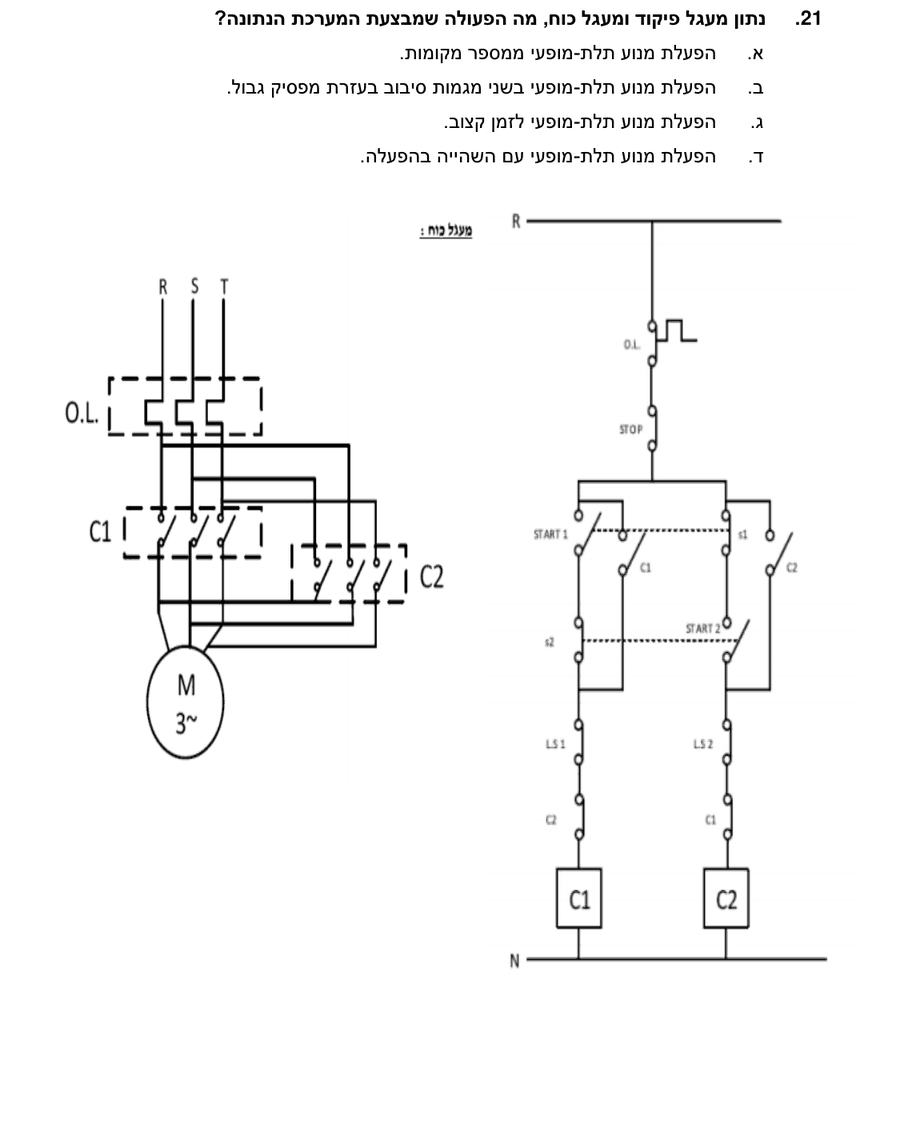 21. נתון מעגל פיקוד ומעגל כוח, מה הפעולה שמבצעת המערכת הנתונה?
א. הפעלת מנוע תלת-מופעי ממספר מקומות.
ב. הפעלת מנוע תלת-מופעי בשני מגמות סיבוב בעזרת מפסיק גבול.
ג. הפעלת מנוע תלת-מופעי לזמן קצוב.
ד. הפעלת מנוע תלת-מופעי עם השהייה בהפעלה.
מעגל כוח :
R S T
O.L.
C1
C2
M
3~
R
O.L.
STOP
START 1
C1
s1
C2
s2
START 2
L.S 1
L.S 2
C2
C1
C1
C2
N